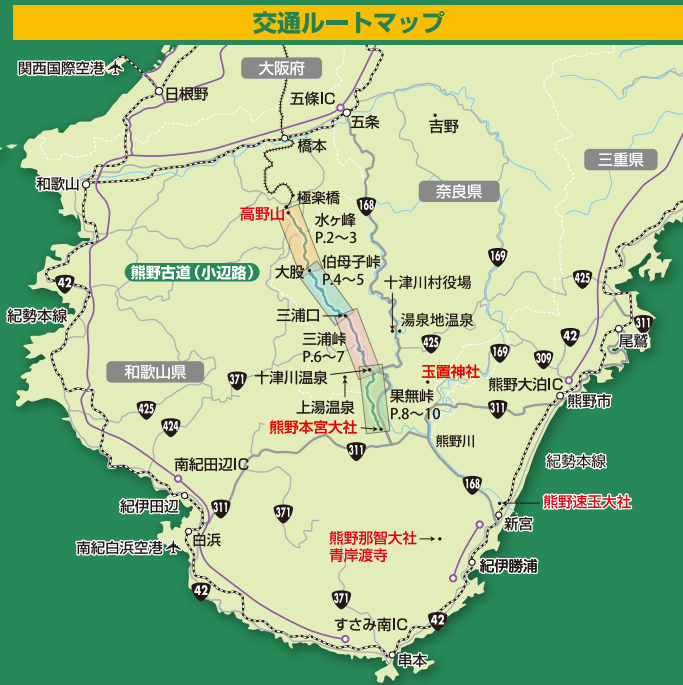 交通ルートマップ
関西国際空港
大阪府
日根野
五條IC
五条
吉野
橋本
三重県
和歌山
奈良県
極楽橋
高野山
168
水ヶ峰
P.2〜3
169
熊野古道(小辺路)
大股
伯母子峠
P.4〜5
十津川村役場
425
42
紀勢本線
三浦口
湯泉地温泉
311
尾鷲
三浦峠
P.6〜7
425
169
309
42
和歌山県
371
十津川温泉
玉置神社
熊野大泊IC
上湯温泉
果無峠
P.8〜10
311
熊野市
425
424
熊野本宮大社
311
熊野川
紀勢本線
南紀田辺IC
168
紀伊田辺
311
371
熊野速玉大社
新宮
白浜
南紀白浜空港
熊野那智大社
青岸渡寺
紀伊勝浦
42
371
すさみ南IC
42
串本